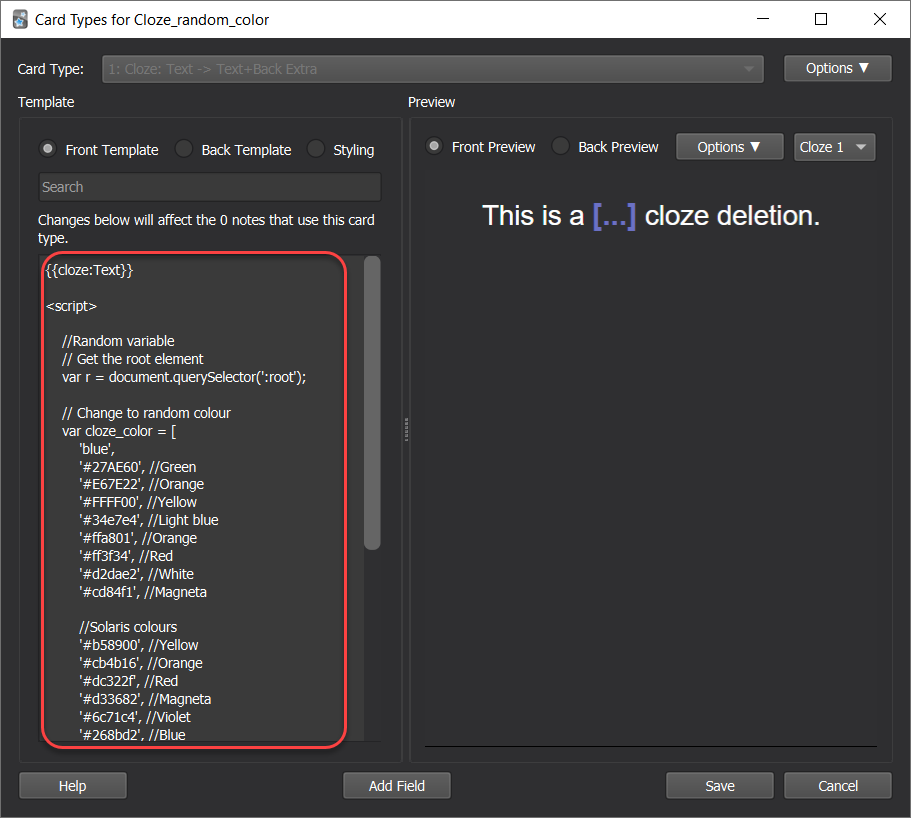 Card Types for Cloze_random_color
Card Type:
1: Cloze: Text -> Text+Back Extra
Options ▼
Template
Preview
Front Template
Back Template
Styling
Front Preview
Back Preview
Options ▼
Cloze 1
Search
Changes below will affect the 0 notes that use this card
type.
This is a [...] cloze deletion.
{{cloze:Text}}
<script>
//Random variable
// Get the root element
var r = document.querySelector(':root');
// Change to random colour
var cloze_color = [
'blue',
'#27AE60', //Green
'#E67E22', //Orange
'#FFFF00', //Yellow
'#34e7e4', //Light blue
'#ffa801', //Orange
'#ff3f34', //Red
'#d2dae2', //White
'#cd84f1', //Magneta
//Solaris colours
'#b58900', //Yellow
'#cb4b16', //Orange
'#dc322f', //Red
'#d33682', //Magneta
'#6c71c4', //Violet
'#268bd2', //Blue
Help
Add Field
Save
Cancel